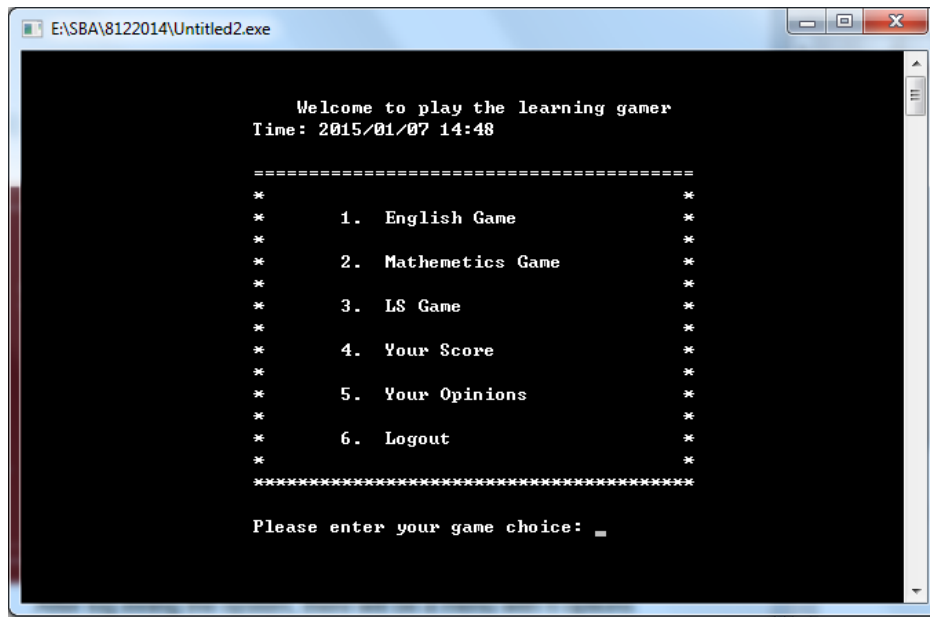 E:\SBA\8122014\Untitled2.exe
Welcome to play the learning gamer
Time: 2015/01/07 14:48
========================================
* *
* 1. English Game *
* *
* 2. Mathemetics Game *
* *
* 3. LS Game *
* *
* 4. Your Score *
* *
* 5. Your Opinions *
* *
* 6. Logout *
* *
****************************************
Please enter your game choice: _